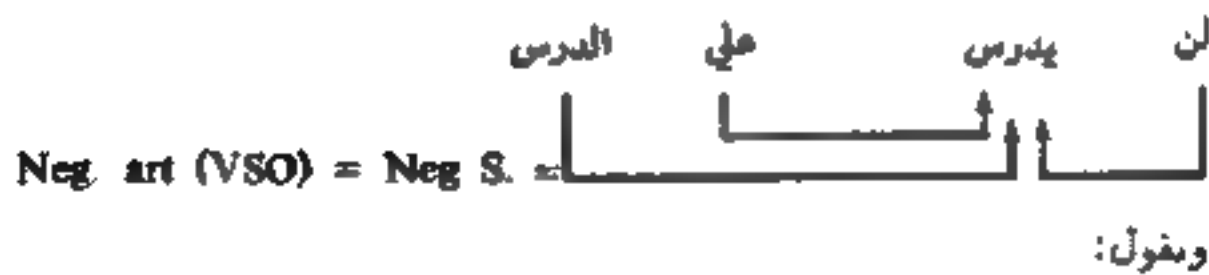 لن يدرس علي الدرس
Neg art (VSO) = Neg S. =
ونقول: